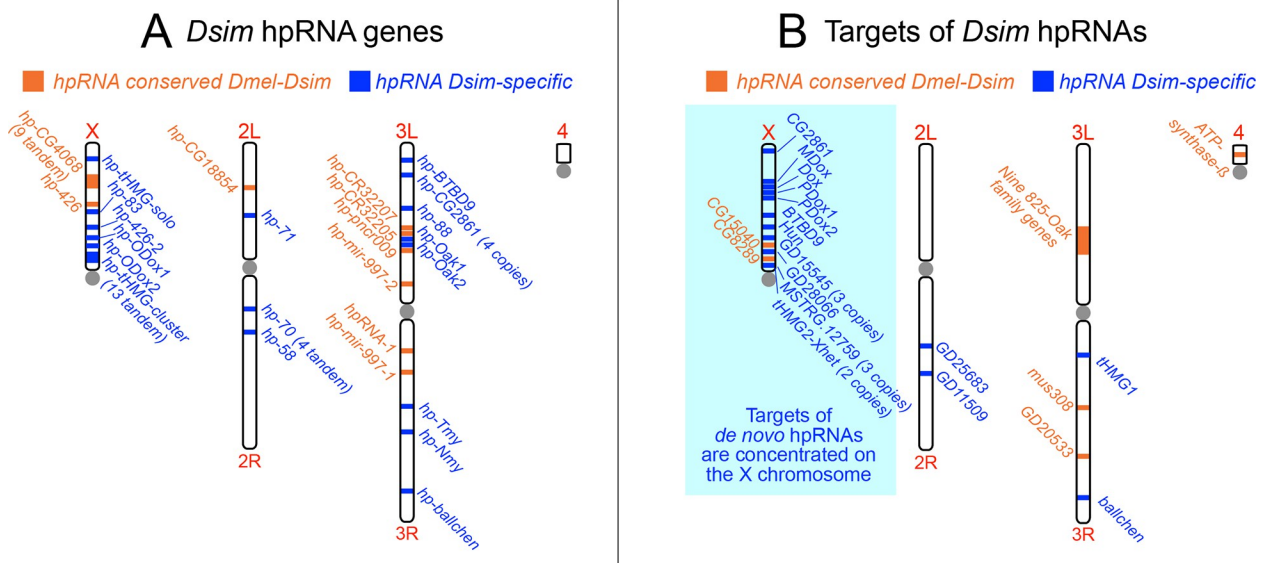 A Dsim hpRNA genes
hpRNA conserved Dmel-Dsim
hpRNA Dsim-specific
X
hp-CG4068
(9 tandem)
hp-426
hp-tHMG-solo
hp-83
hp-426-2
hp-ODox1
hp-ODox2
hp-tHMG-cluster
(13 tandem)
2L
hp-CG18854
hp-71
hp-70 (4 tandem)
hp-58
2R
3L
hp-CR32207
hp-CR32205
hp-pncr009
hp-mir-997-2
hp-BTBD9
hp-CG2861 (4 copies)
hp-88
hp-Oak1
hp-Oak2
hpRNA-1
hp-mir-997-1
hp-Tmy
hp-Nmy
hp-ballchen
3R
4
B Targets of Dsim hpRNAs
hpRNA conserved Dmel-Dsim
hpRNA Dsim-specific
X
CG2861
MDox
Dox
PDox1
PDox2
BTBD9
Hun
GD15545 (3 copies)
GD28066
MSTRG.12759 (3 copies)
tHMG2-Xhet (2 copies)
CG15040
CG8289
Targets of
de novo hpRNAs
are concentrated on
the X chromosome
2L
GD25683
GD11509
2R
3L
Nine 825-Oak
family genes
tHMG1
mus308
GD20533
ballchen
3R
4
ATP-
synthase-ß